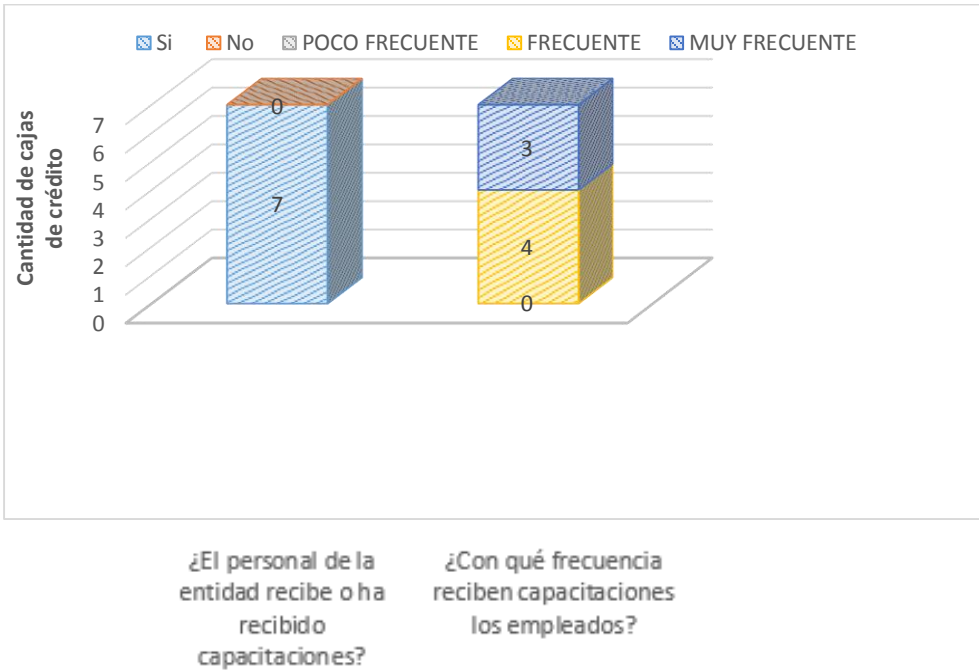 Si No POCO FRECUENTE FRECUENTE MUY FRECUENTE
Cantidad de cajas
de crédito
7
6
5
4
3
2
1
0
0
7
3
4
0
¿El personal de la
entidad recibe o ha
recibido
capacitaciones?
¿Con qué frecuencia
reciben capacitaciones
los empleados?